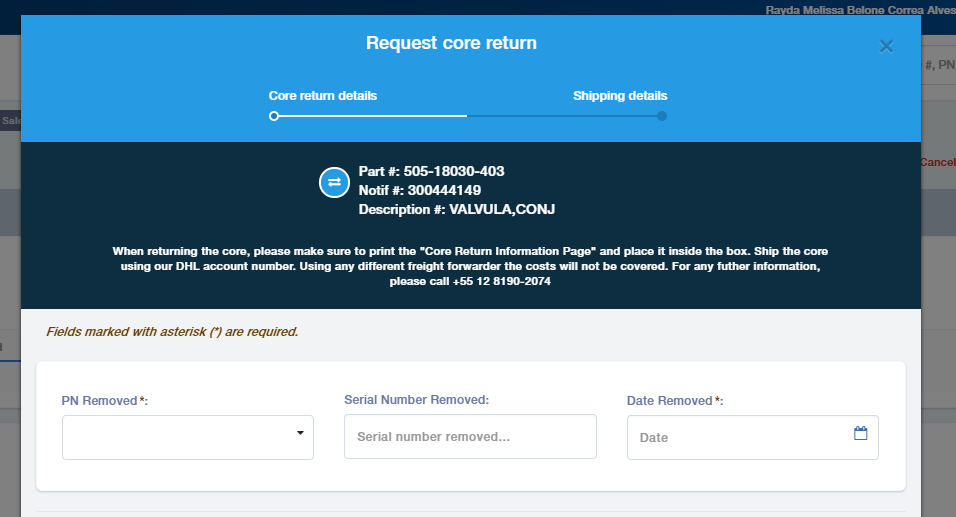 Rayda Melissa Belone Correa Alves
Request core return
#, PN
Core return details
Shipping details
Sale
Cancel
Part #: 505-18030-403
Notif #: 300444149
Description #: VALVULA,CONJ
When returning the core, please make sure to print the "Core Return Information Page" and place it inside the box. Ship the core
using our DHL account number. Using any different freight forwarder the costs will not be covered. For any futher information,
please call +55 12 8190-2074
Fields marked with asterisk (*) are required.
PN Removed*:
Serial Number Removed:
Date Removed*:
Serial number removed...
Date